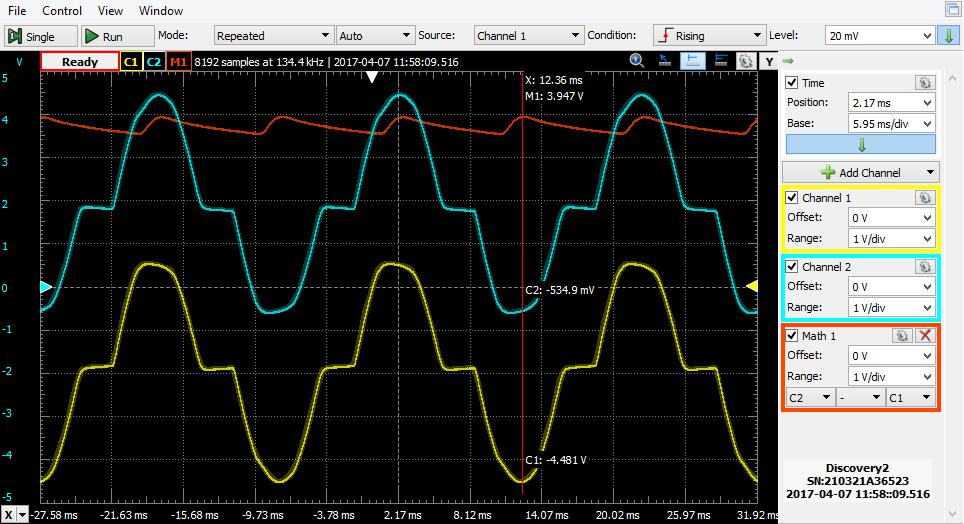 File Control View Window
Single Run Mode: Repeated Auto Source: Channel 1 Condition: Rising Level: 20 mV
V Ready C1 C2 M1 8192 samples at 134.4 kHz | 2017-04-07 11:58:09.516 Y
X: 12.36 ms
M1: 3.947 V
C2: -534.9 mV
C1: -4.481 V
5
4
3
2
1
0
-1
-2
-3
-4
-5
X -27.58 ms -21.63 ms -15.68 ms -9.73 ms -3.78 ms 2.17 ms 8.12 ms 14.07 ms 20.02 ms 25.97 ms 31.92 ms
Time
Position: 2.17 ms
Base: 5.95 ms/div
Add Channel
Channel 1
Offset: 0 V
Range: 1 V/div
Channel 2
Offset: 0 V
Range: 1 V/div
Math 1
Offset: 0 V
Range: 1 V/div
C2 - C1
Discovery2
SN:210321A36523
2017-04-07 11:58:09.516